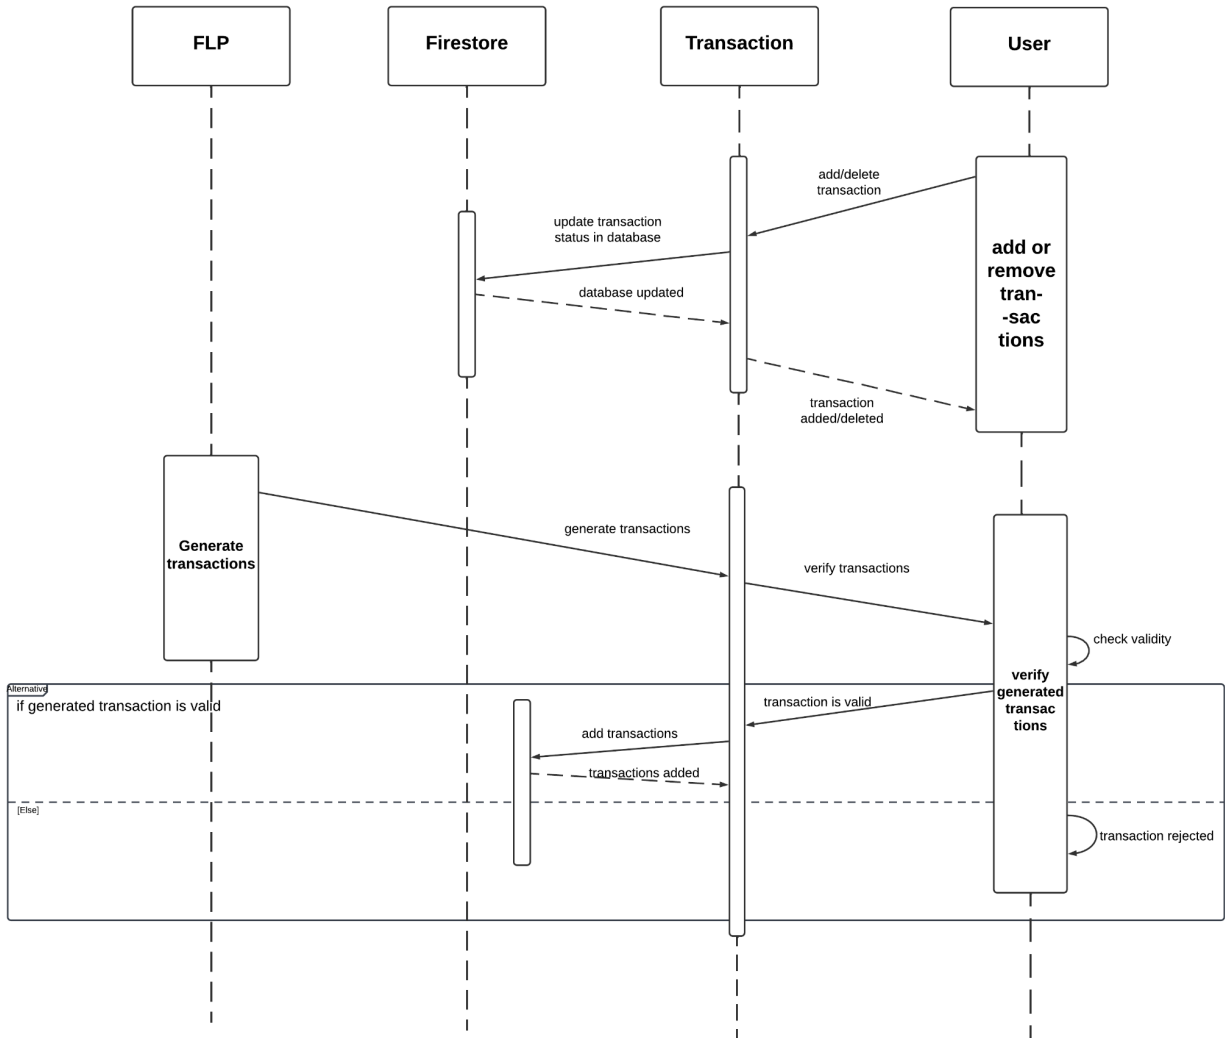 FLP
Firestore
Transaction
User
add/delete
transaction
update transaction
status in database
add or
remove
tran-
-sac
tions
database updated
transaction
added/deleted
generate transactions
Generate
transactions
verify transactions
check validity
verify
generated
transac
tions
Alternative
if generated transaction is valid
transaction is valid
add transactions
transactions added
[Else]
transaction rejected